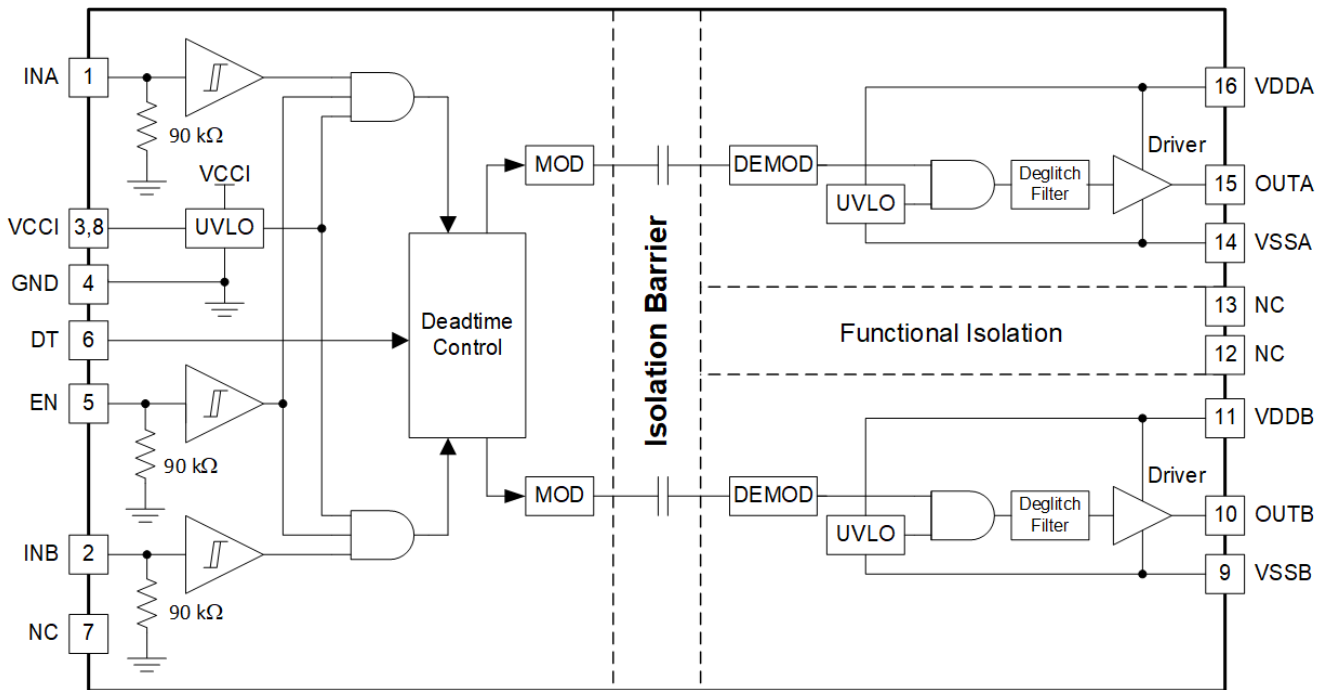 INA
1
90 kΩ
VCCI
VCCI
3,8
UVLO
GND
4
DT
6
EN
5
90 kΩ
INB
2
90 kΩ
NC
7
Deadtime
Control
MOD
MOD
Isolation Barrier
DEMOD
UVLO
Deglitch
Filter
Driver
16
VDDA
15
OUTA
14
VSSA
13
NC
Functional Isolation
12
NC
DEMOD
UVLO
Deglitch
Filter
Driver
11
VDDB
10
OUTB
9
VSSB